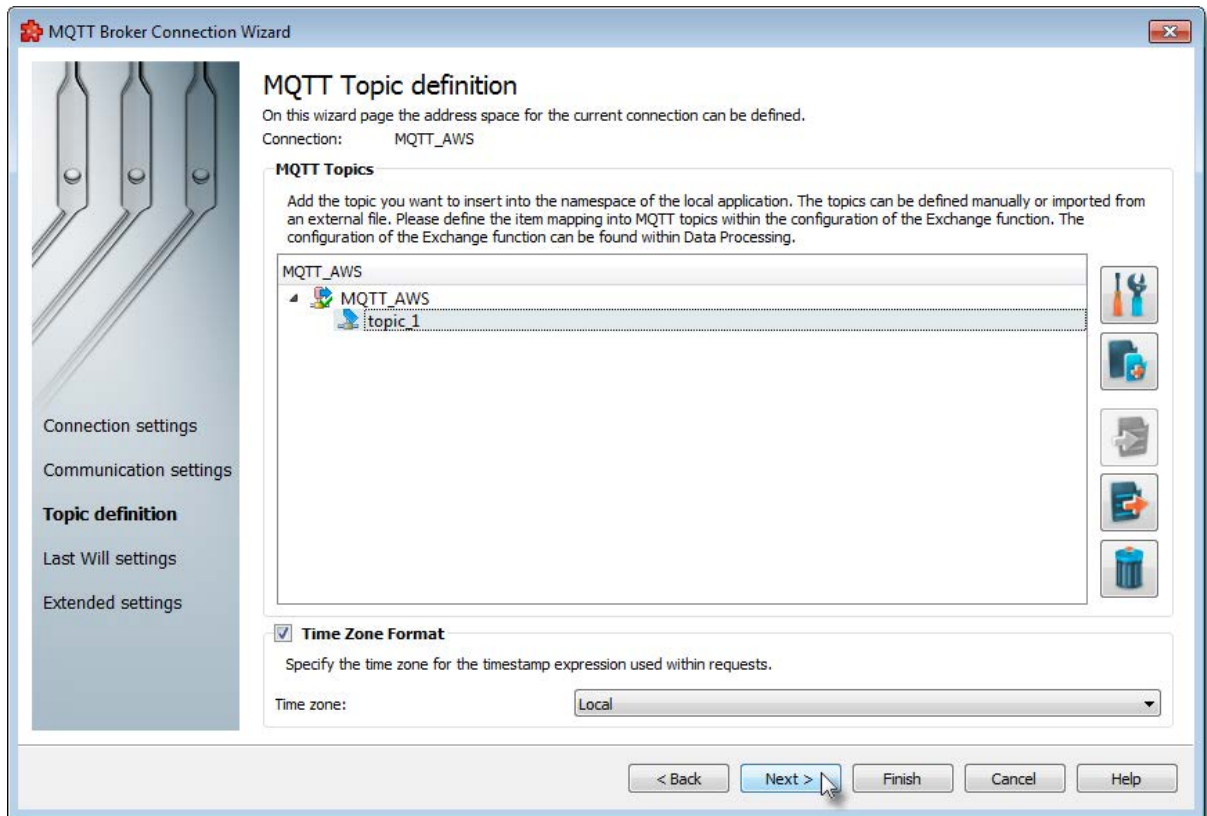 MQTT Broker Connection Wizard
MQTT Topic definition
On this wizard page the address space for the current connection can be defined.
Connection: MQTT_AWS
MQTT Topics
Add the topic you want to insert into the namespace of the local application. The topics can be defined manually or imported from
an external file. Please define the item mapping into MQTT topics within the configuration of the Exchange function. The
configuration of the Exchange function can be found within Data Processing.
MQTT_AWS
MQTT_AWS
topic_1
Connection settings
Communication settings
Topic definition
Last Will settings
Extended settings
Time Zone Format
Specify the time zone for the timestamp expression used within requests.
Time zone: Local
< Back Next > Finish Cancel Help